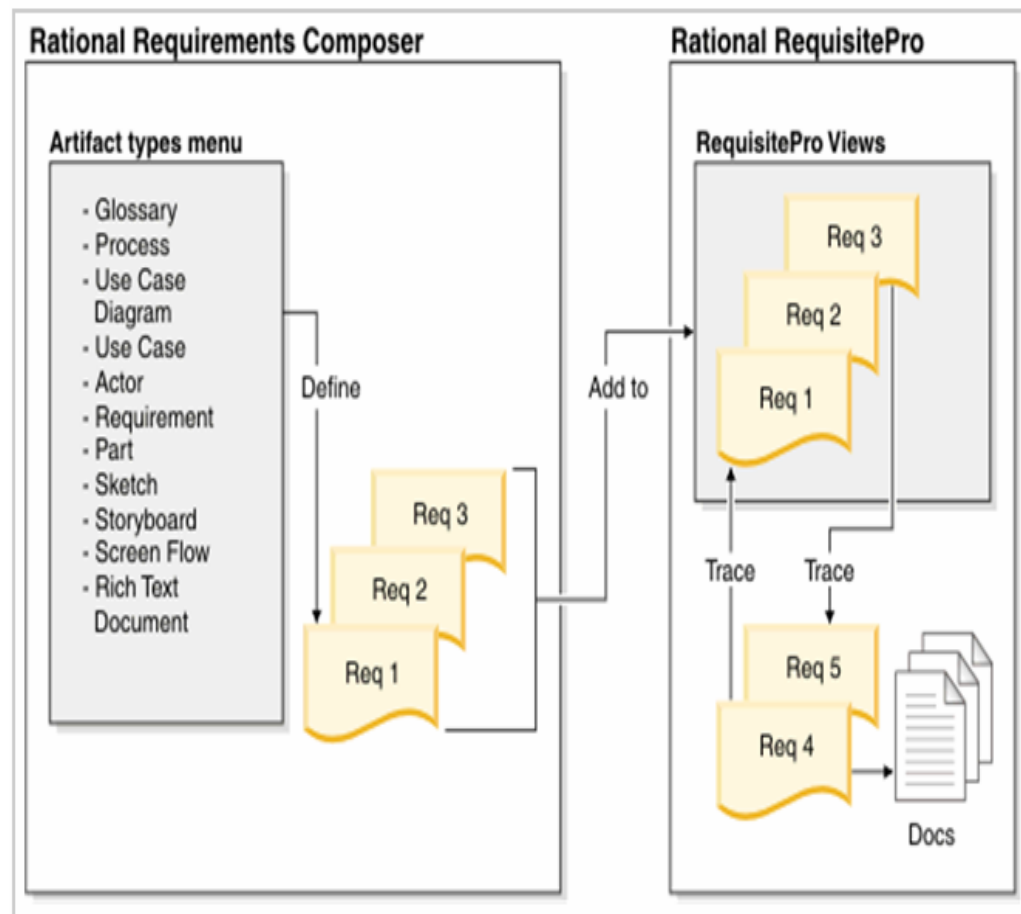 Rational Requirements Composer
Artifact types menu
- Glossary
- Process
- Use Case
Diagram
- Use Case
- Actor
- Requirement
- Part
- Sketch
- Storyboard
- Screen Flow
- Rich Text
Document
Define
Req 3
Req 2
Req 1
Add to
Rational RequisitePro
RequisitePro Views
Req 3
Req 2
Req 1
Trace
Trace
Req 5
Req 4
Docs